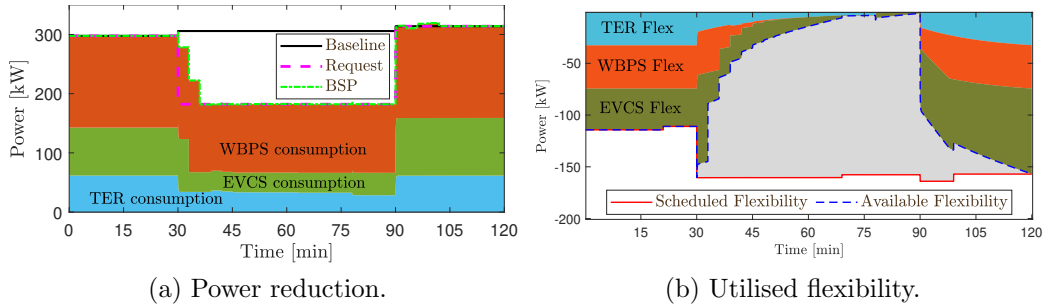 300
200
100
0
Power [kW]
Baseline
Request
BSP
WBPS consumption
EVCS consumption
TER consumption
0 15 30 45 60 75 90 105 120
Time [min]
(a) Power reduction.
-50
-100
-150
-200
Power [kW]
TER Flex
WBPS Flex
EVCS Flex
Scheduled Flexibility
Available Flexibility
15 30 45 60 75 90 105 120
Time [min]
(b) Utilised flexibility.